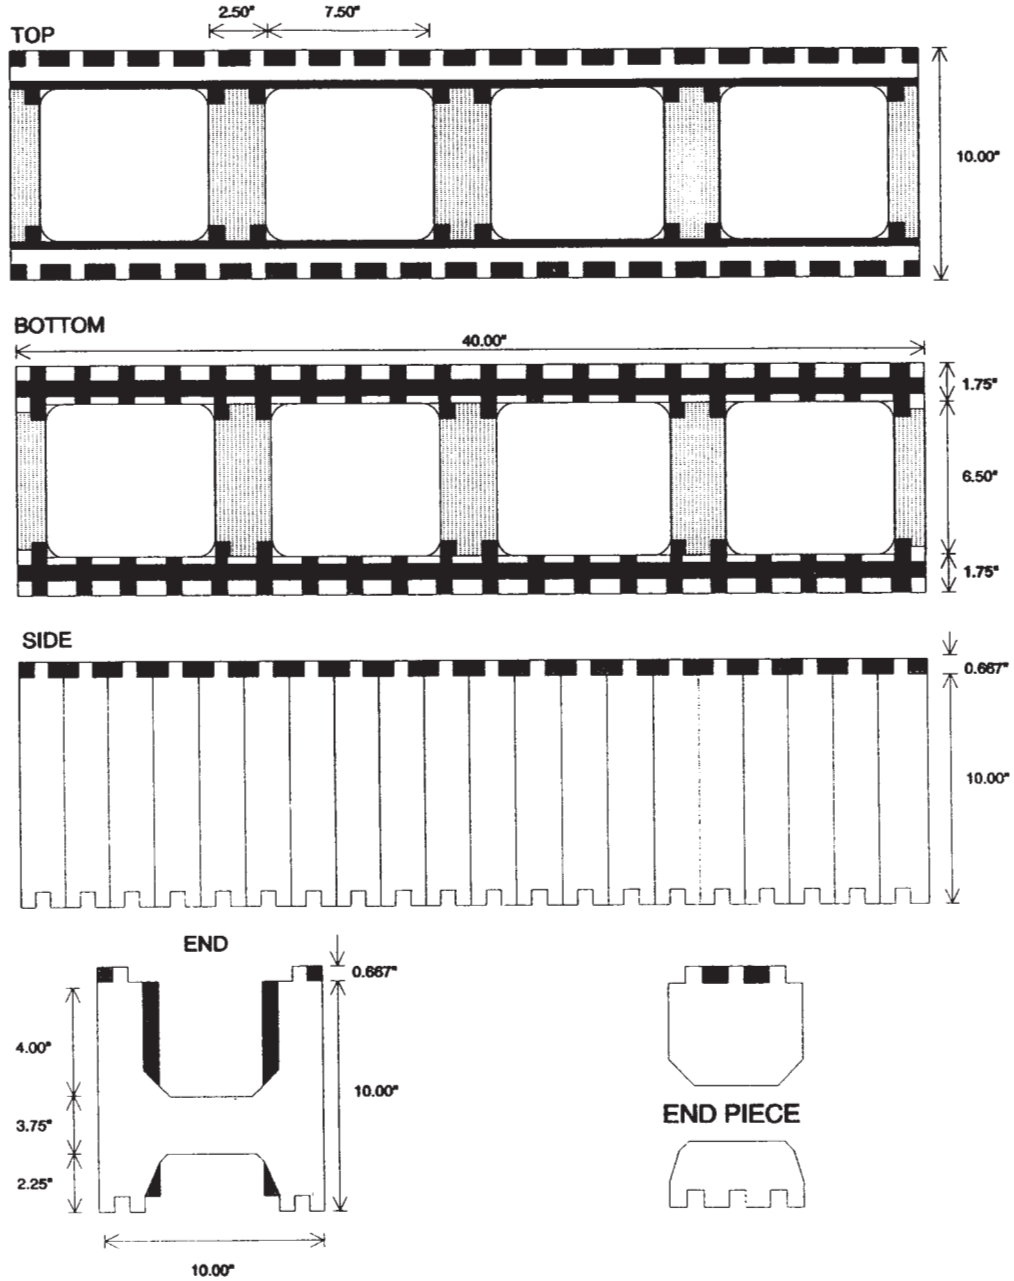 2.50" 7.50"
TOP
10.00"
BOTTOM
40.00"
1.75"
6.50"
1.75"
SIDE
0.667"
10.00"
END
0.667"
4.00"
10.00"
END PIECE
3.75"
2.25"
10.00"